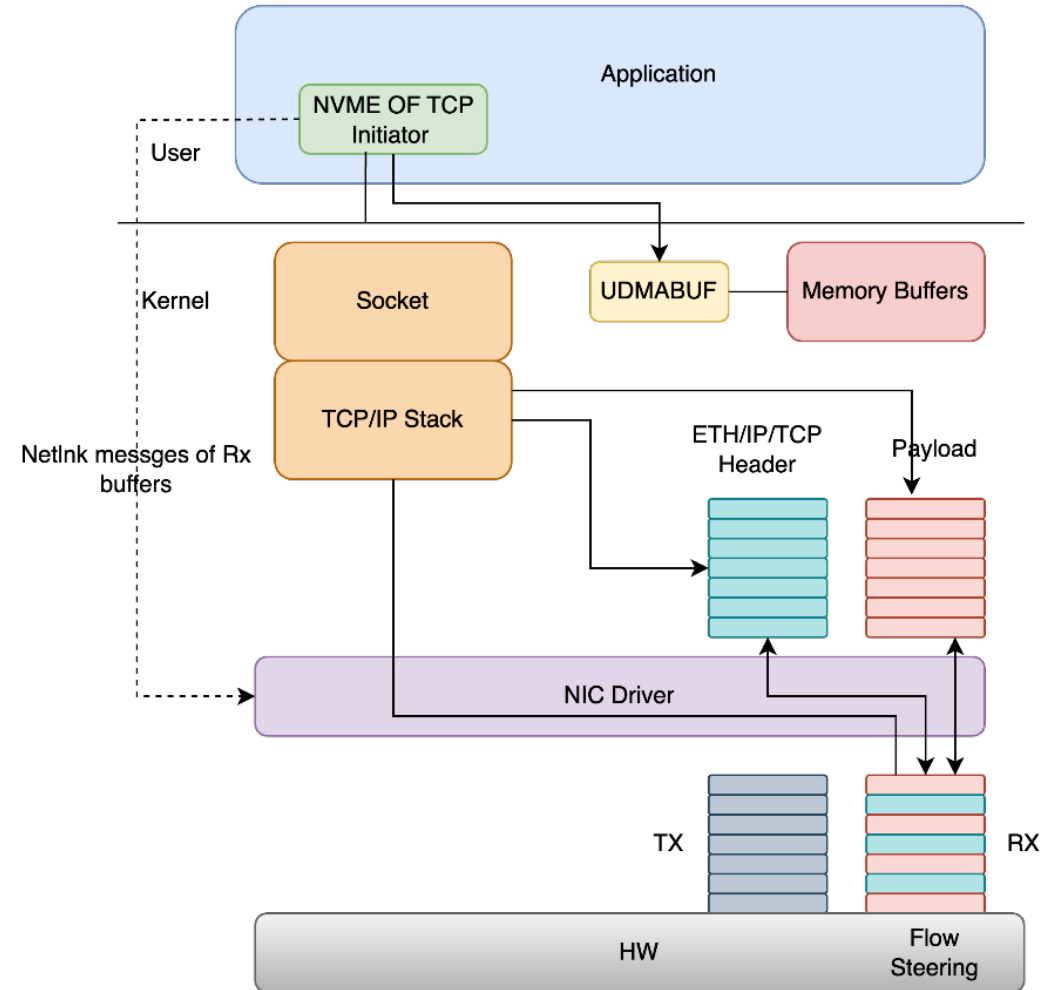 Application
NVME OF TCP
Initiator
User
Kernel
Socket
UDMABUF
Memory Buffers
TCP/IP Stack
ETH/IP/TCP
Header
Payload
Netlnk messges of Rx
buffers
NIC Driver
TX
RX
HW
Flow
Steering